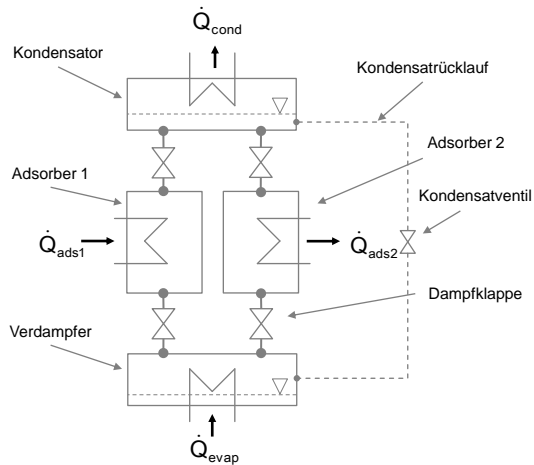 Q̇cond
Kondensator
Kondensatrücklauf
Adsorber 1
Adsorber 2
Kondensatventil
Q̇ads1
Q̇ads2
Dampfklappe
Verdampfer
Q̇evap